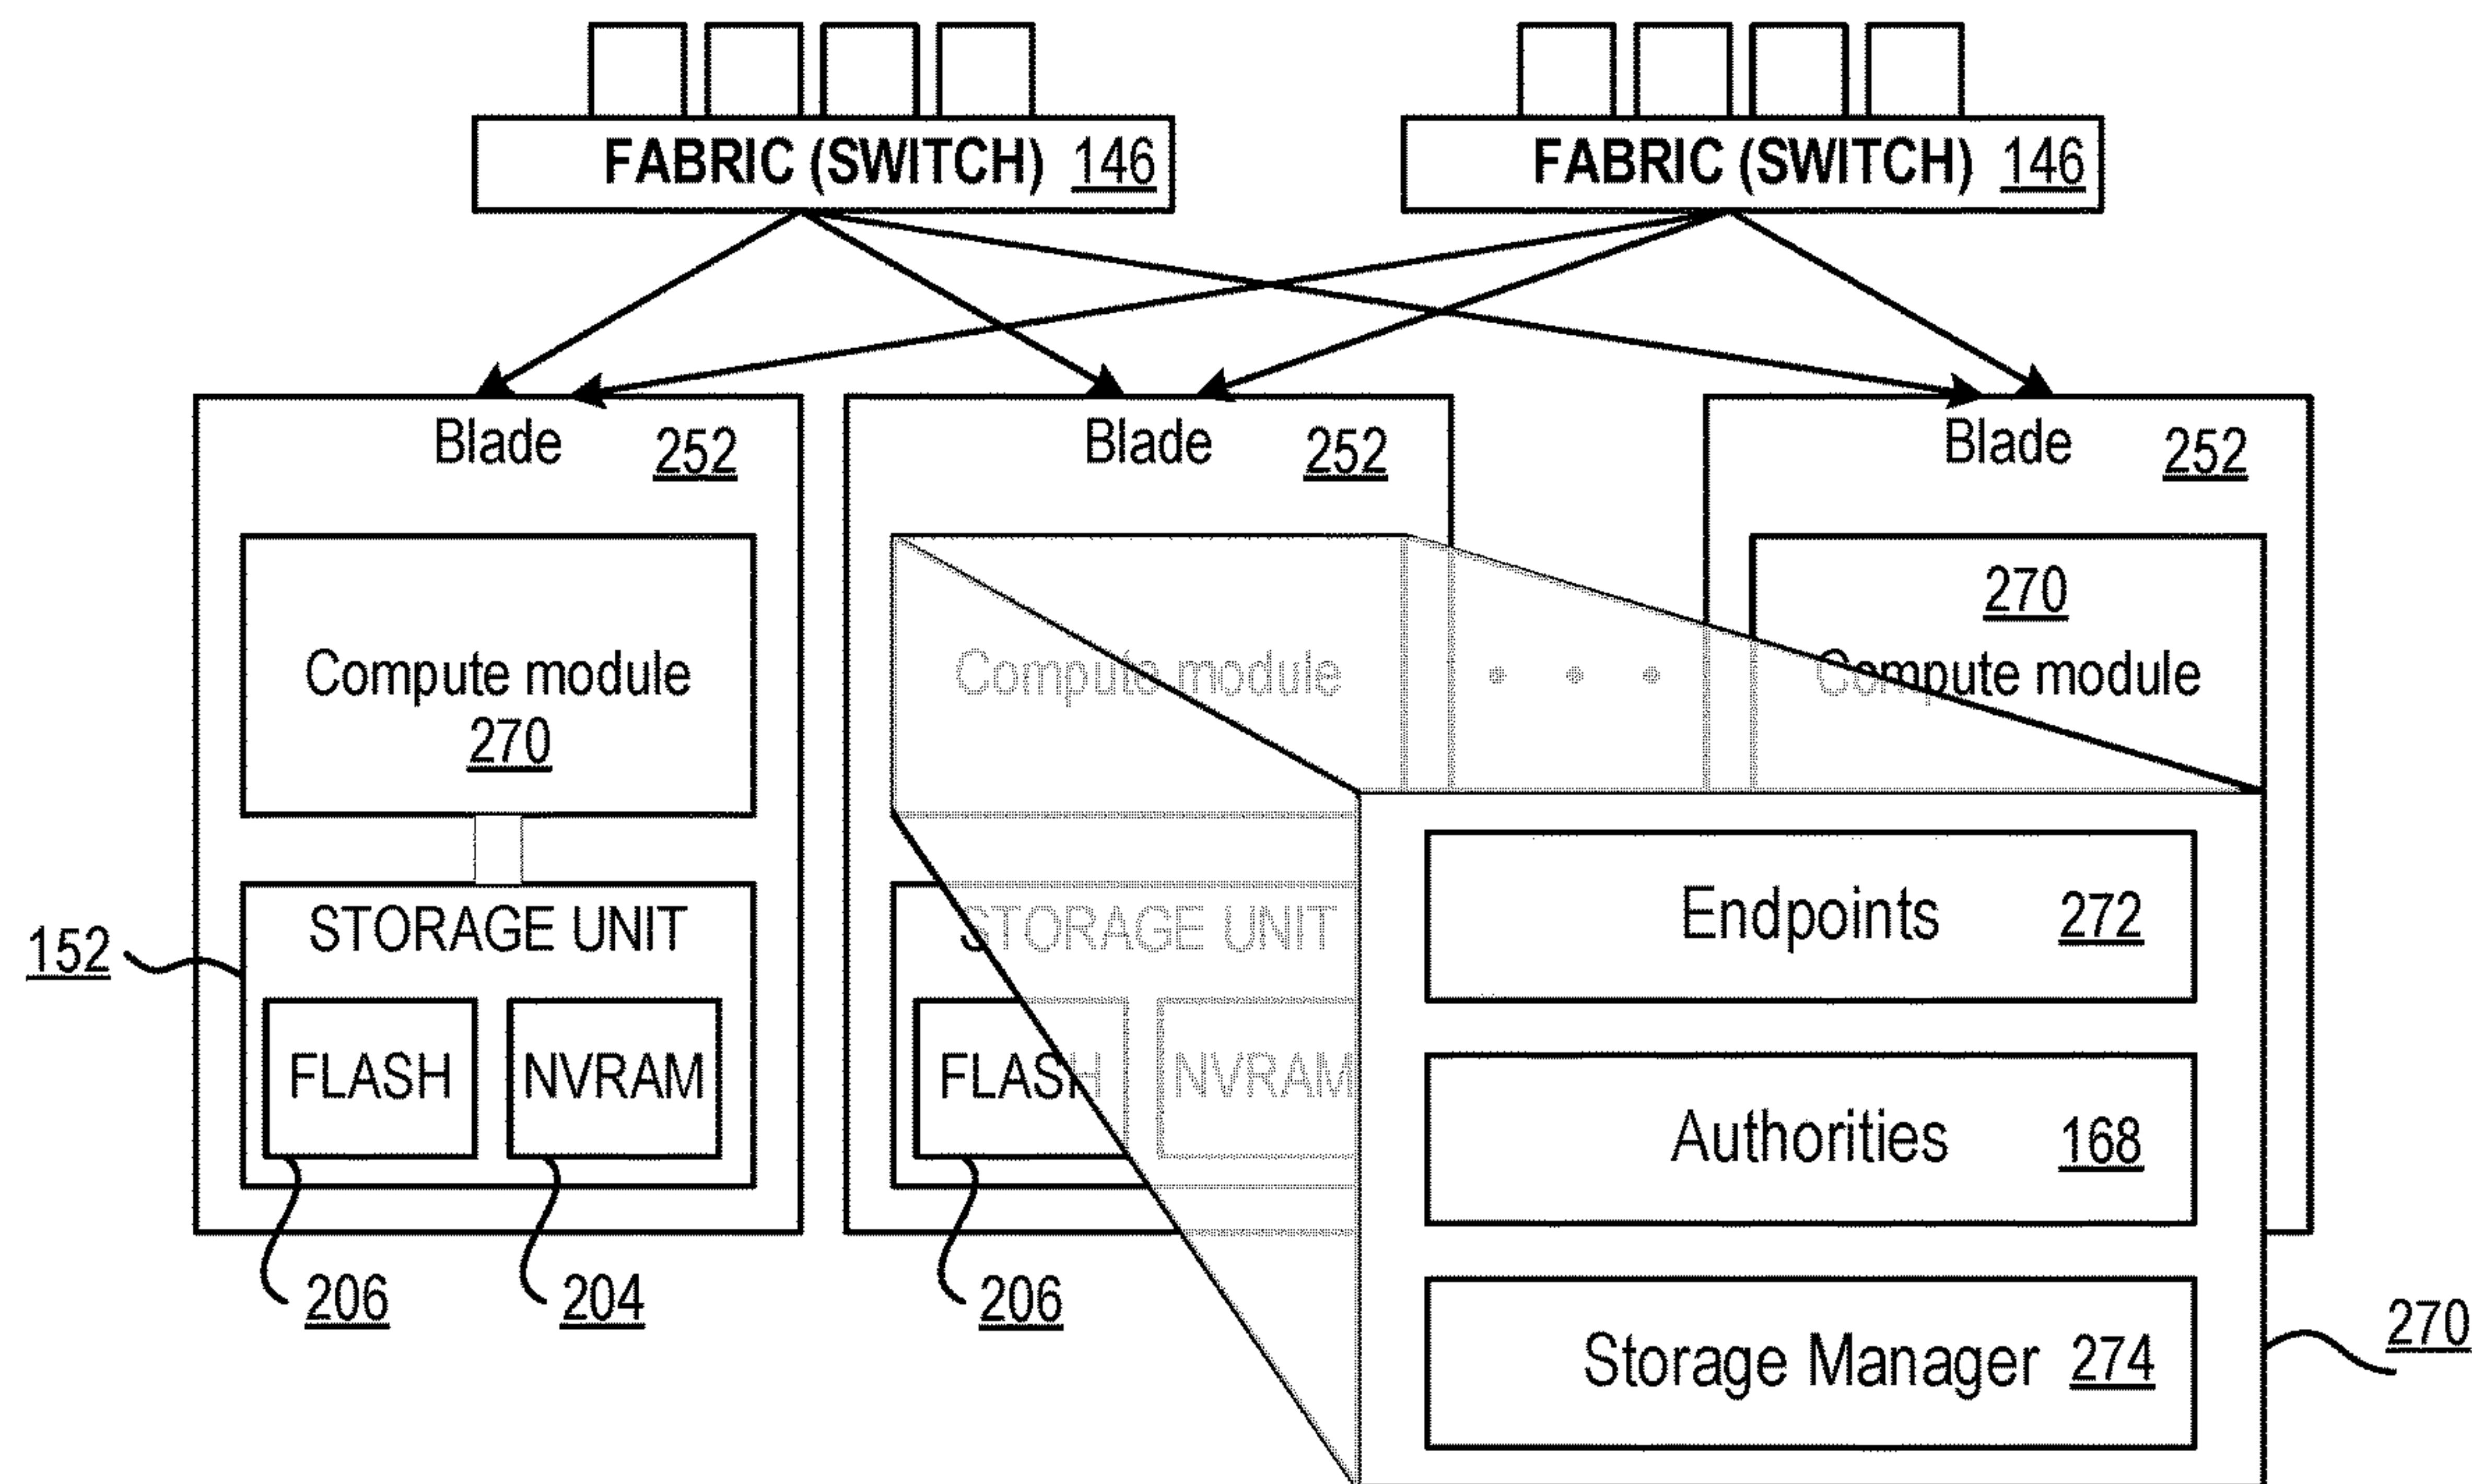 FABRIC (SWITCH) 146
FABRIC (SWITCH) 146
Blade 252
Blade 252
Blade 252
Compute module
270
Compute module
270
Compute module
152
STORAGE UNIT
FLASH
NVRAM
206
204
STORAGE UNIT
FLASH
NVRAM
206
Endpoints 272
Authorities 168
Storage Manager 274
270